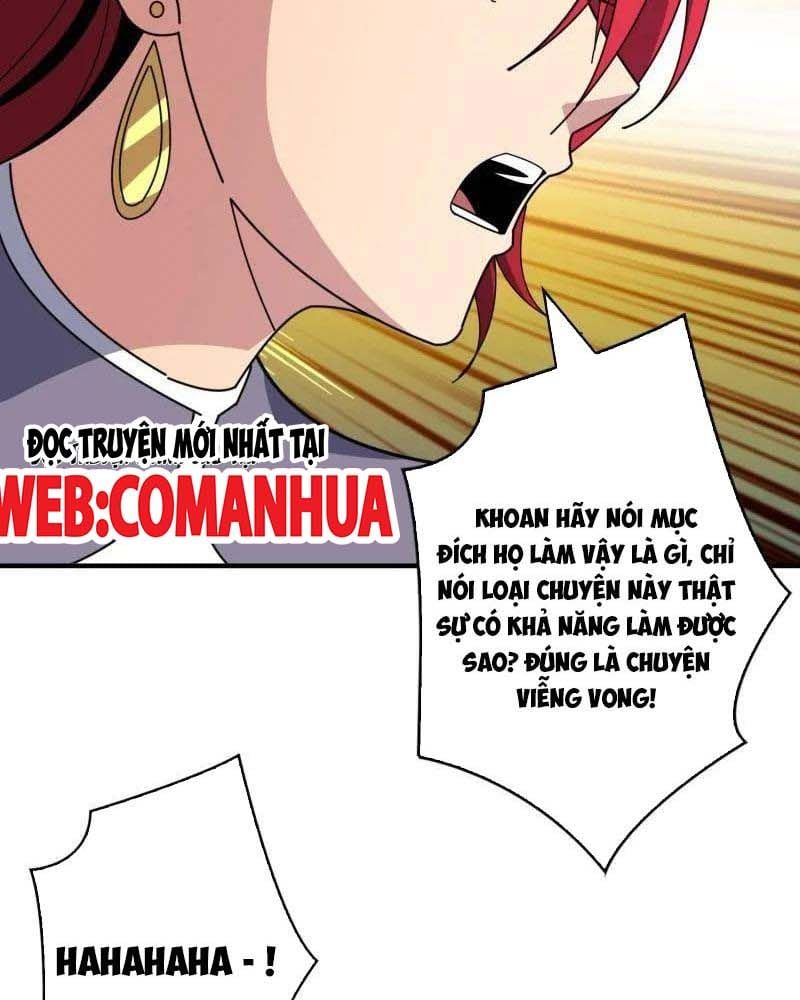 ĐỌC TRUYỆN MỚI NHẤT TẠI
WEB:COMANHUA
KHOAN HÃY NÓI MỤC
ĐÍCH HỌ LÀM VẬY LÀ GÌ, CHỈ
NÓI LOẠI CHUYỆN NÀY THẬT
SỰ CÓ KHẢ NĂNG LÀM ĐƯỢC
SAO? ĐÚNG LÀ CHUYỆN
VIỄNG VONG!
HAHAHAHA - !